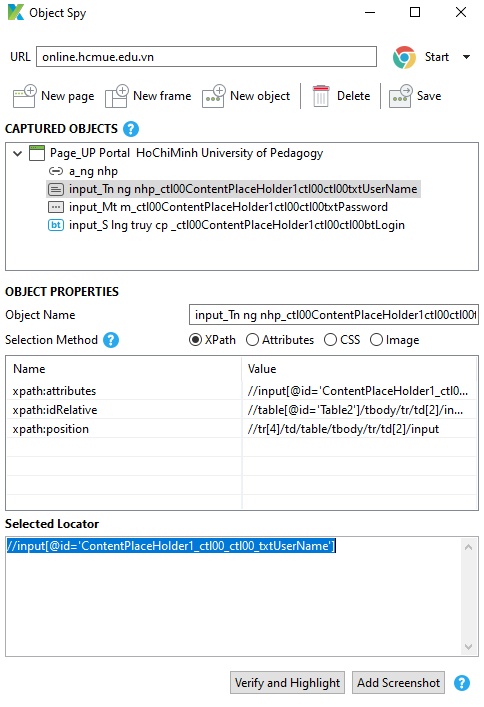 Object Spy
URL online.hcmue.edu.vn Start
New page New frame New object Delete Save
CAPTURED OBJECTS ?
Page_UP Portal HoChiMinh University of Pedagogy
a_ng nhp
input_Tn ng nhp_ctl00ContentPlaceHolder1ctl00ctl00txtUserName
input_Mt m_ctl00ContentPlaceHolder1ctl00ctl00txtPassword
bt input_S lng truy cp _ctl00ContentPlaceHolder1ctl00ctl00btLogin
OBJECT PROPERTIES
Object Name input_Tn ng nhp_ctl00ContentPlaceHolder1ctl00ctl00t
Selection Method ? XPath Attributes CSS Image
Name Value
xpath:attributes //input[@id='ContentPlaceHolder1_ctl0...
xpath:idRelative //table[@id='Table2']/tbody/tr/td[2]/in...
xpath:position //tr[4]/td/table/tbody/tr/td[2]/input
Selected Locator
//input[@id='ContentPlaceHolder1_ctl00_ctl00_txtUserName']
Verify and Highlight Add Screenshot ?